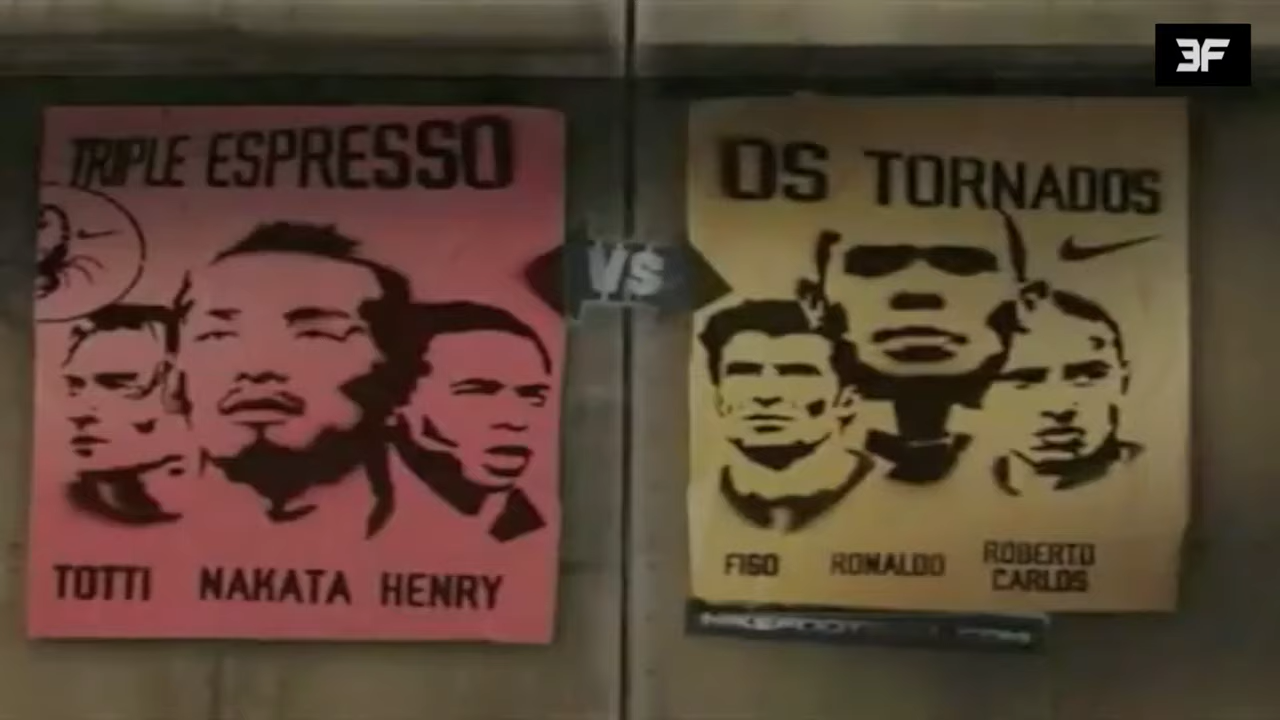 3F
TRIPLE ESPRESSO
VS
OS TORNADOS
TOTTI NAKATA HENRY
FIGO RONALDO ROBERTO
CARLOS